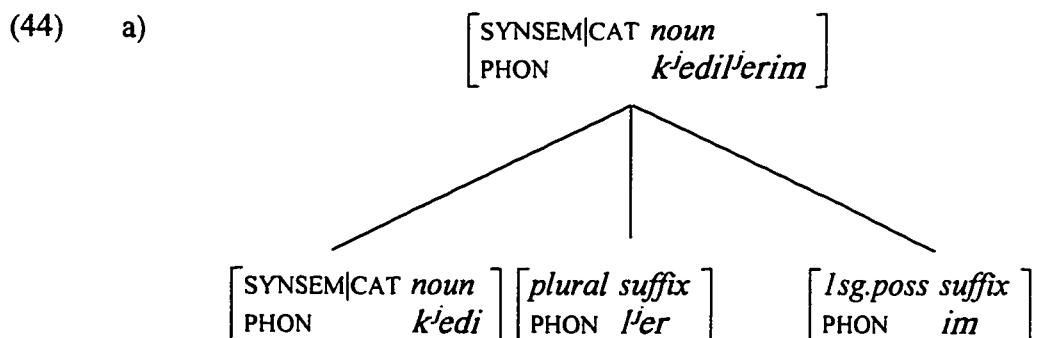 (44) a) [SYNSEM|CAT noun
PHON kʲedilʲerim]
[SYNSEM|CAT noun [plural suffix [1sg.poss suffix
PHON kʲedi] PHON lʲer] PHON im]